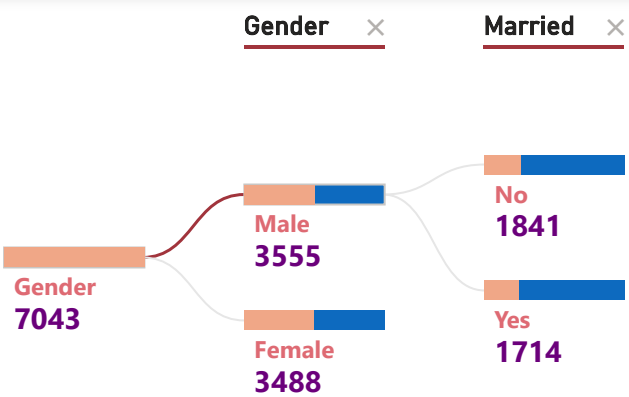 Gender ×
Married ×
Gender
7043
Male
3555
Female
3488
No
1841
Yes
1714